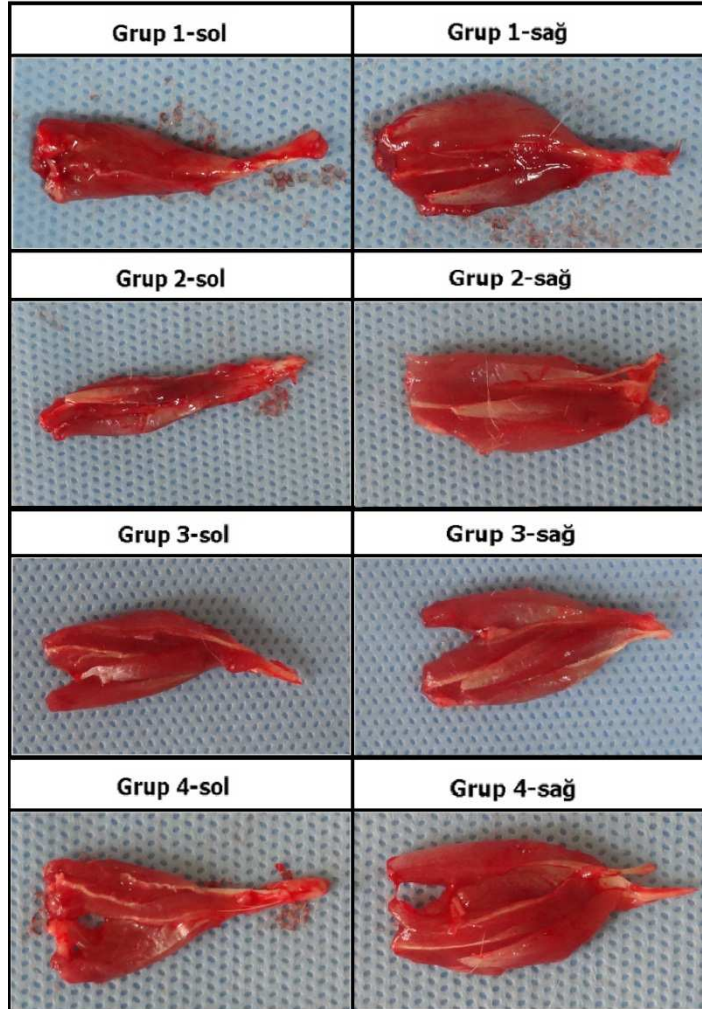 Grup 1-sol
Grup 1-sağ
Grup 2-sol
Grup 2-sağ
Grup 3-sol
Grup 3-sağ
Grup 4-sol
Grup 4-sağ